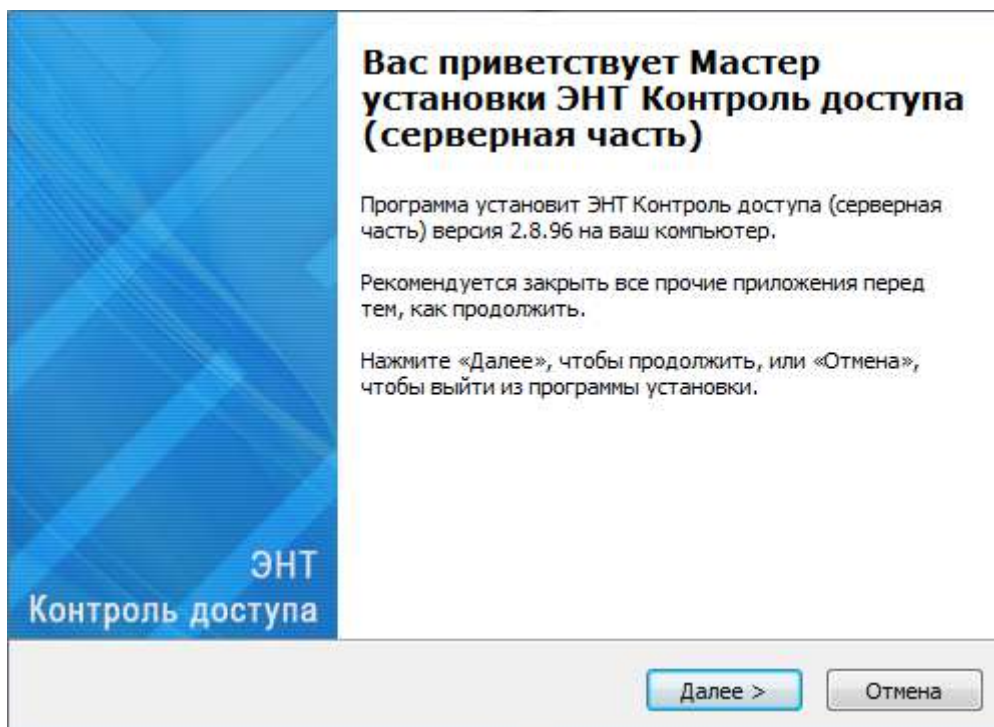 Вас приветствует Мастер
установки ЭНТ Контроль доступа
(серверная часть)
Программа установит ЭНТ Контроль доступа (серверная
часть) версия 2.8.96 на ваш компьютер.
Рекомендуется закрыть все прочие приложения перед
тем, как продолжить.
Нажмите «Далее», чтобы продолжить, или «Отмена»,
чтобы выйти из программы установки.
ЭНТ
Контроль доступа
Далее >
Отмена